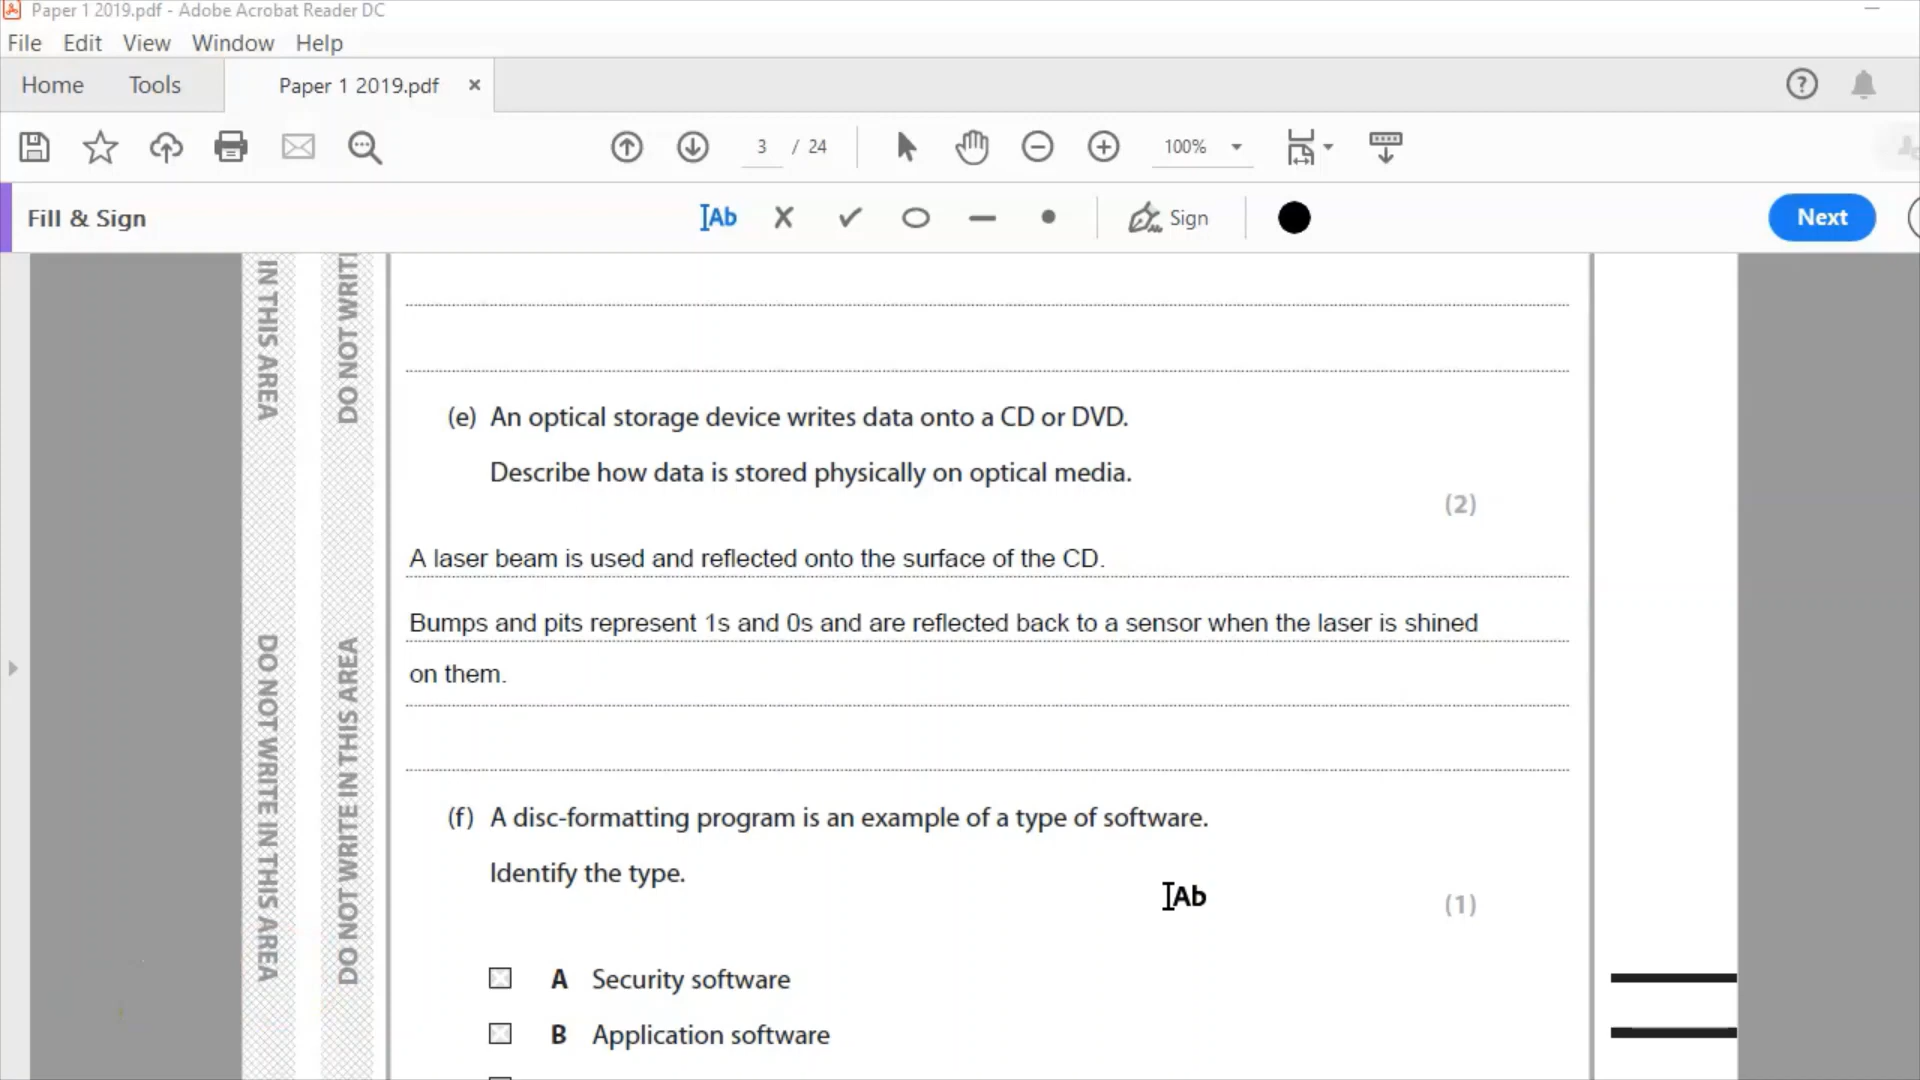 Paper 1 2019.pdf - Adobe Acrobat Reader DC
File Edit View Window Help
Home Tools Paper 1 2019.pdf ×
3 / 24 100%
Fill & Sign Ab Sign Next
IN THIS AREA
DO NOT WRIT
(e) An optical storage device writes data onto a CD or DVD.
Describe how data is stored physically on optical media.
(2)
A laser beam is used and reflected onto the surface of the CD.
Bumps and pits represent 1s and 0s and are reflected back to a sensor when the laser is shined
on them.
DO NOT WRITE IN THIS AREA
DO NOT WRITE IN THIS AREA
(f) A disc-formatting program is an example of a type of software.
Identify the type.
Ab
(1)
A Security software
B Application software